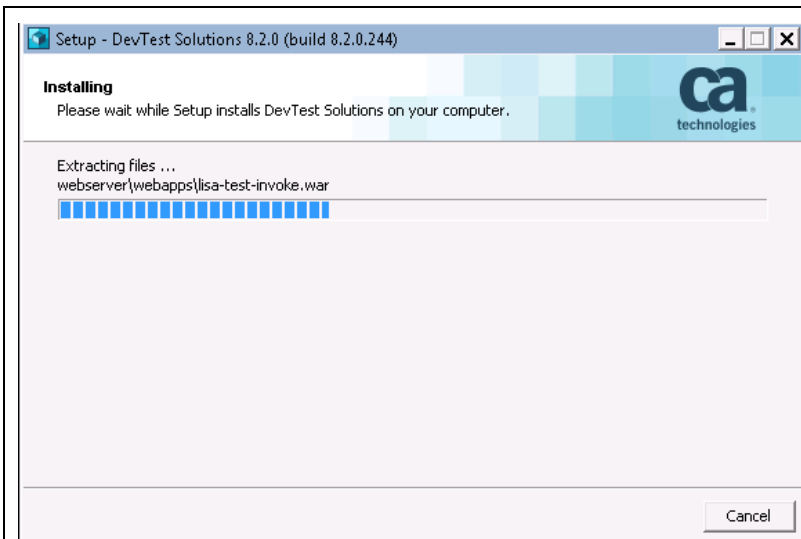 Setup - DevTest Solutions 8.2.0 (build 8.2.0.244)
Installing
Please wait while Setup installs DevTest Solutions on your computer.
ca
technologies
Extracting files ...
webserver\webapps\lisa-test-invoke.war
Cancel